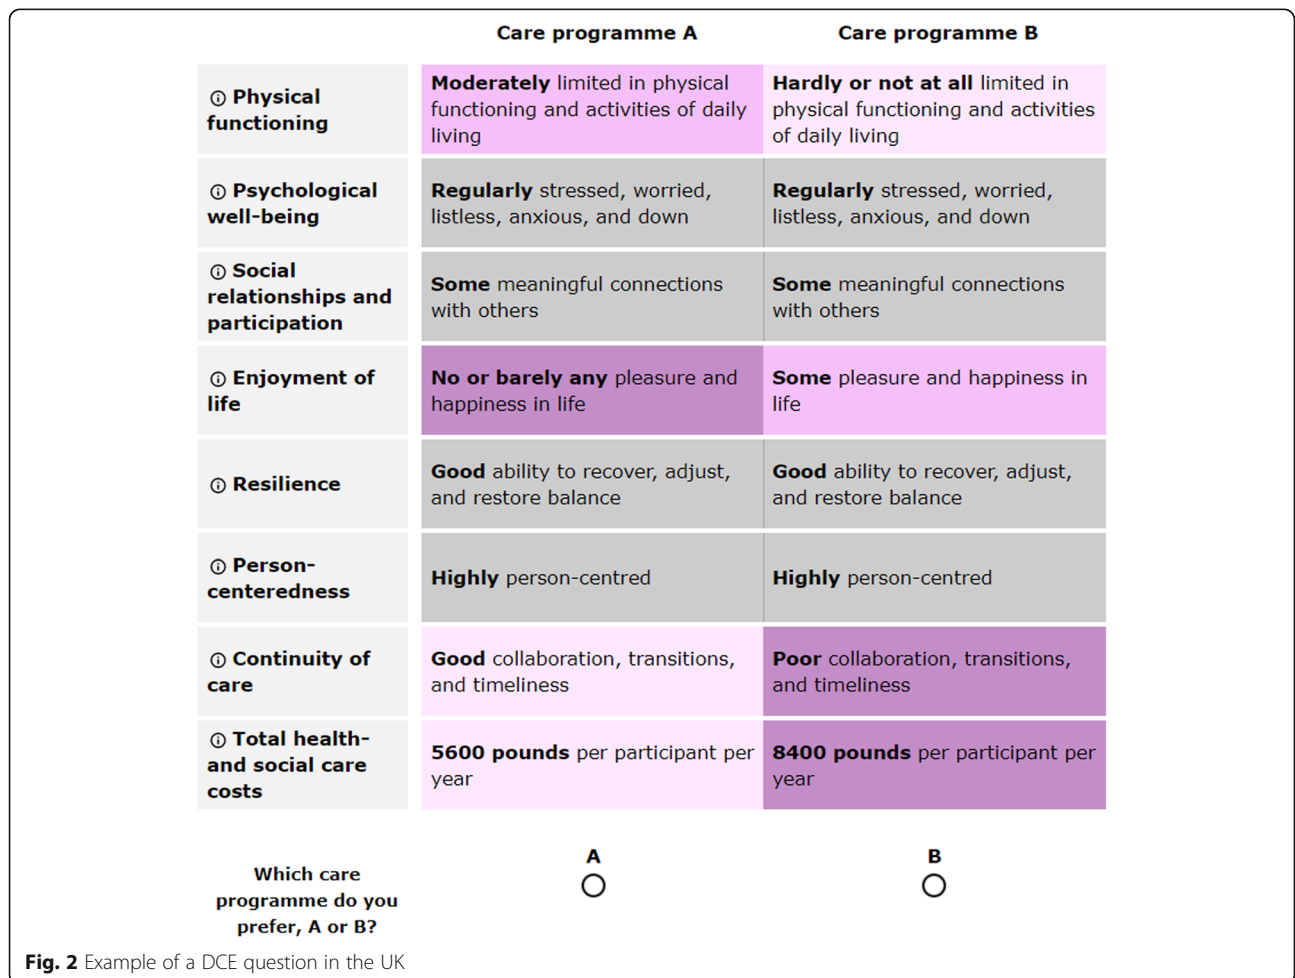 Care programme A Care programme B
ⓘ Physical
functioning
Moderately limited in physical
functioning and activities of daily
living
Hardly or not at all limited in
physical functioning and activities
of daily living
ⓘ Psychological
well-being
Regularly stressed, worried,
listless, anxious, and down
Regularly stressed, worried,
listless, anxious, and down
ⓘ Social
relationships and
participation
Some meaningful connections
with others
Some meaningful connections
with others
ⓘ Enjoyment of
life
No or barely any pleasure and
happiness in life
Some pleasure and happiness in
life
ⓘ Resilience
Good ability to recover, adjust,
and restore balance
Good ability to recover, adjust,
and restore balance
ⓘ Person-
centeredness
Highly person-centred
Highly person-centred
ⓘ Continuity of
care
Good collaboration, transitions,
and timeliness
Poor collaboration, transitions,
and timeliness
ⓘ Total health-
and social care
costs
5600 pounds per participant per
year
8400 pounds per participant per
year
Which care
programme do you
prefer, A or B?
A
B
Fig. 2 Example of a DCE question in the UK